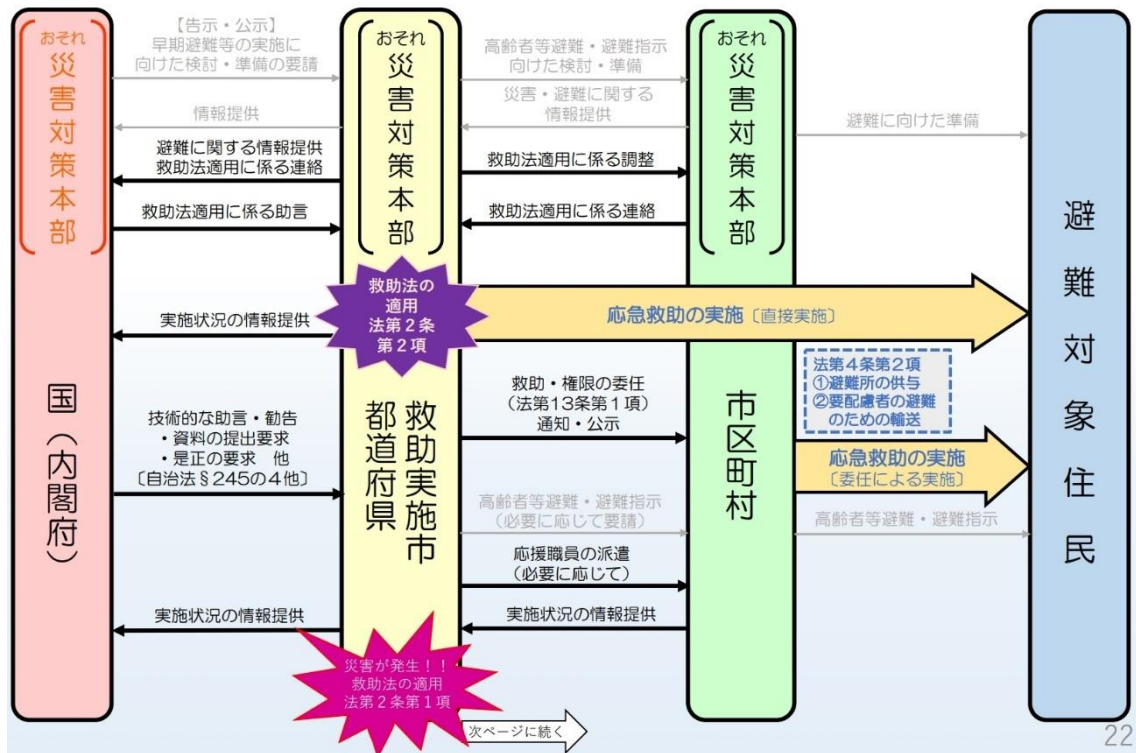 おそれ
災害対策本部
国（内閣府）
【告示・公示】
早期避難等の実施に
向けた検討・準備の要請
情報提供
避難に関する情報提供
救助法適用に係る連絡
救助法適用に係る助言
実施状況の情報提供
技術的な助言・勧告
・資料の提出要求
・是正の要求　他
〔自治法§245の4他〕
実施状況の情報提供
おそれ
災害対策本部
救助法の
適用
法第２条
第２項
救助実施市
都道府県
災害が発生！！
救助法の適用
法第２条第１項
高齢者等避難・避難指示
向けた検討・準備
災害・避難に関する
情報提供
救助法適用に係る調整
救助法適用に係る連絡
応急救助の実施〔直接実施〕
救助・権限の委任
（法第13条第１項）
通知・公示
高齢者等避難・避難指示
（必要に応じて要請）
応援職員の派遣
（必要に応じて）
実施状況の情報提供
次ページに続く
おそれ
災害対策本部
市区町村
避難に向けた準備
法第４条第２項
①避難所の供与
②要配慮者の避難
のための輸送
応急救助の実施
〔委任による実施〕
高齢者等避難・避難指示
避難対象住民
22